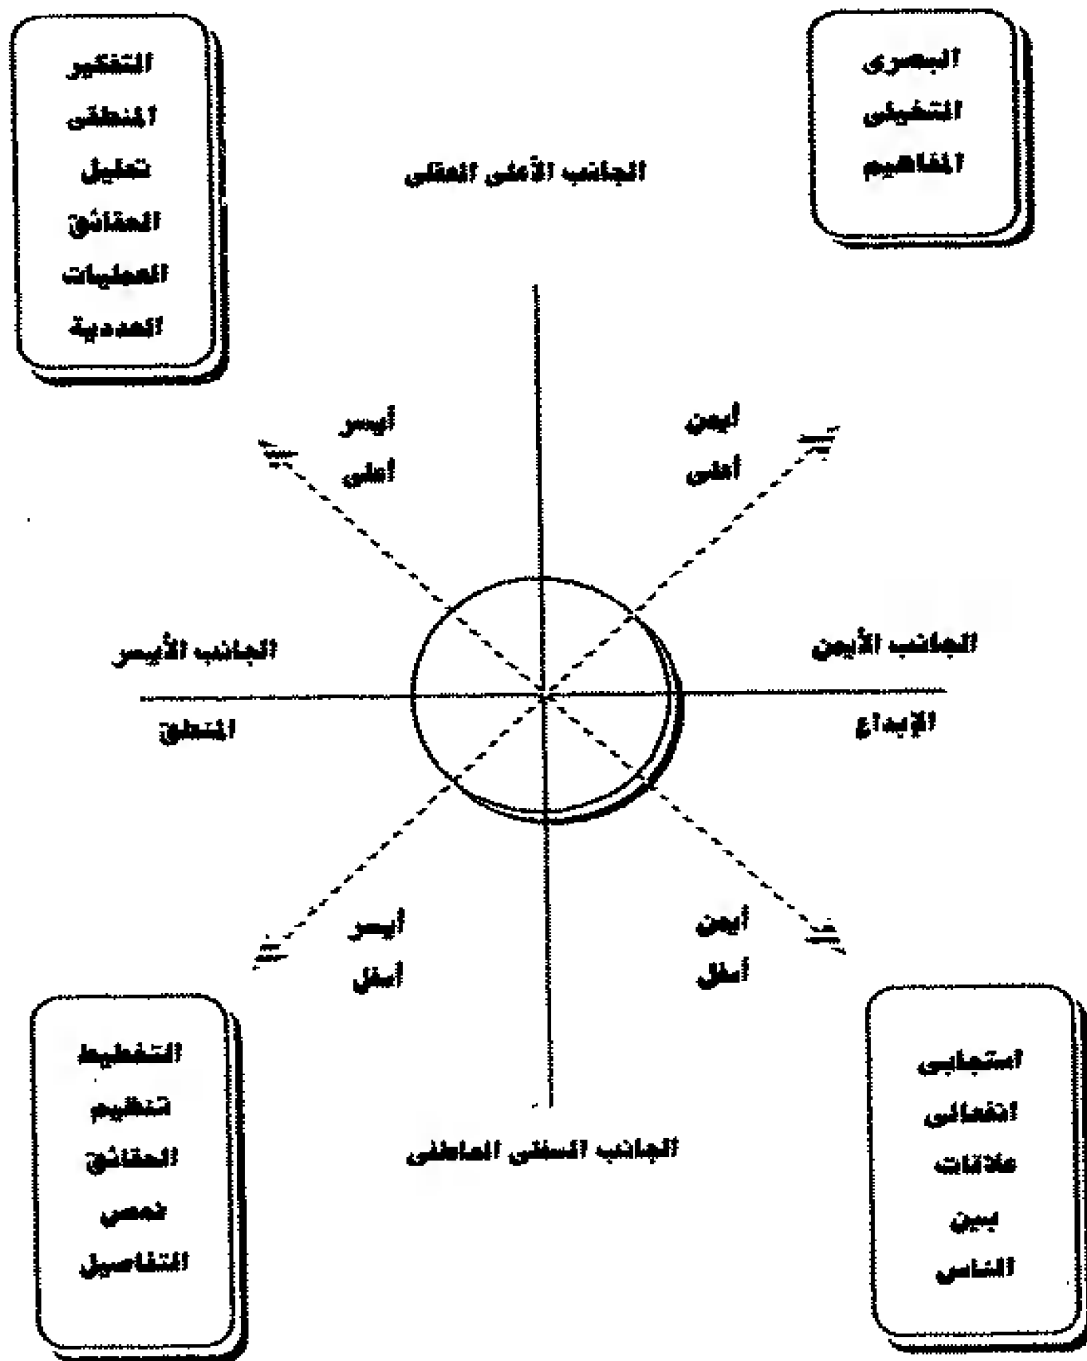 البصرى
التخيلى
المفاهيم
التفكير
المنطقى
تحليل
الحقائق
العمليات
العددية
الجانب الأعلى العقلى
أيمن
أعلى
أيسر
أعلى
الجانب الأيمن
الإبداع
الجانب الأيسر
المنطق
أيمن
أسفل
أيسر
أسفل
الجانب السفلى العاطفى
استجابى
انفعالى
علاقات
بين
الناس
التخطيط
تنظيم
الحقائق
فحص
التفاصيل